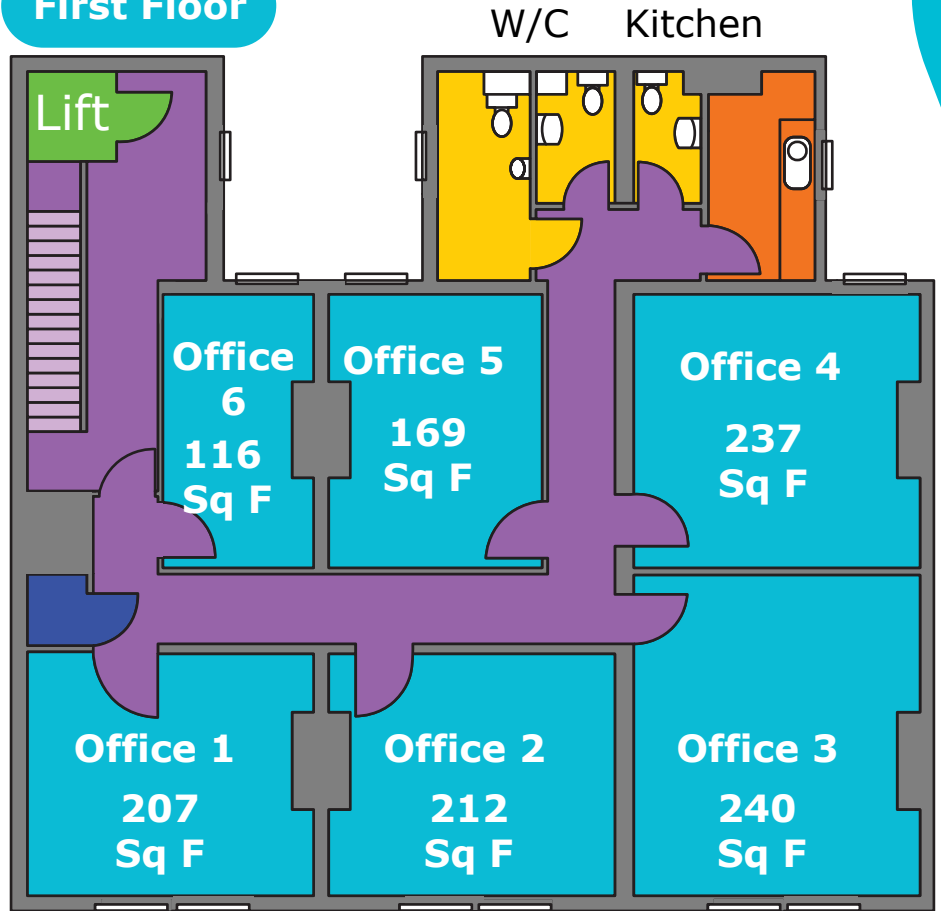 First Floor
W/C Kitchen
Lift
Office
6
116
Sq F
Office 5
169
Sq F
Office 4
237
Sq F
Office 1
207
Sq F
Office 2
212
Sq F
Office 3
240
Sq F